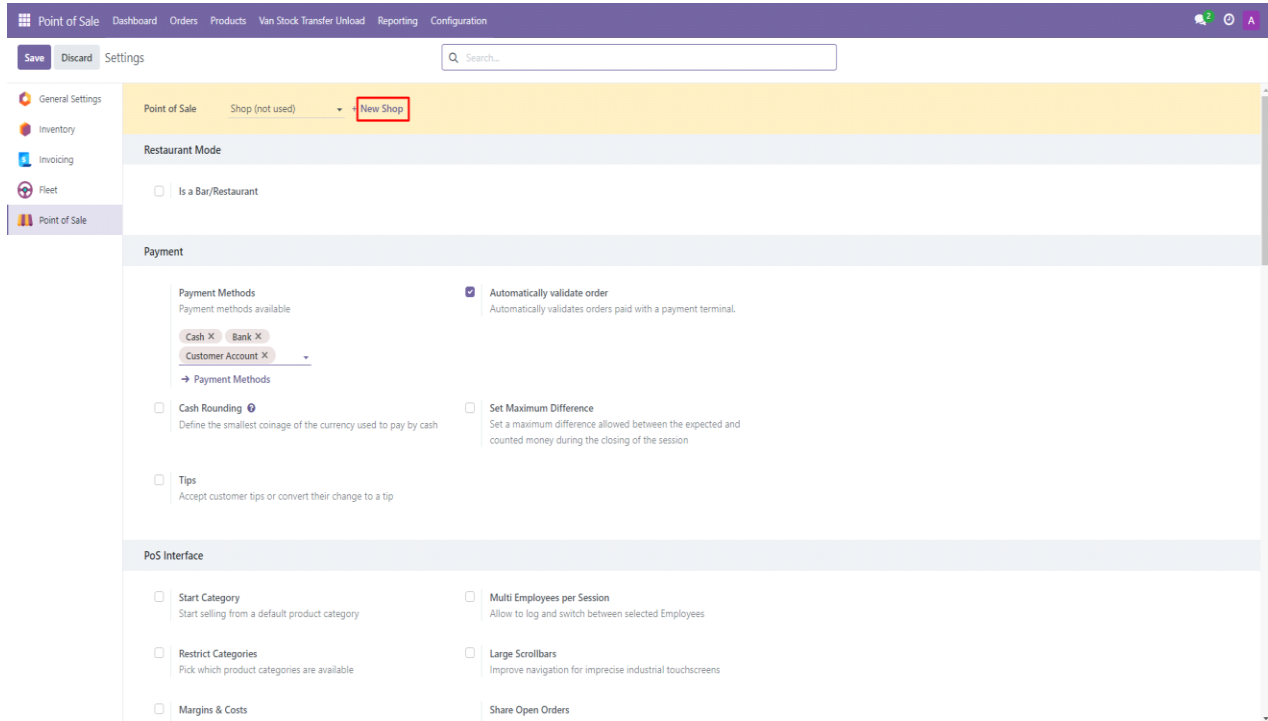 Point of Sale Dashboard Orders Products Van Stock Transfer Unload Reporting Configuration 2 A
Save Discard Settings Search...
General Settings
Inventory
Invoicing
Fleet
Point of Sale
Point of Sale Shop (not used) + New Shop
Restaurant Mode
Is a Bar/Restaurant
Payment
Payment Methods
Payment methods available
Cash X Bank X
Customer Account X
→ Payment Methods
Automatically validate order
Automatically validates orders paid with a payment terminal.
Cash Rounding ?
Define the smallest coinage of the currency used to pay by cash
Set Maximum Difference
Set a maximum difference allowed between the expected and
counted money during the closing of the session
Tips
Accept customer tips or convert their change to a tip
PoS Interface
Start Category
Start selling from a default product category
Multi Employees per Session
Allow to log and switch between selected Employees
Restrict Categories
Pick which product categories are available
Large Scrollbars
Improve navigation for imprecise industrial touchscreens
Margins & Costs
Share Open Orders